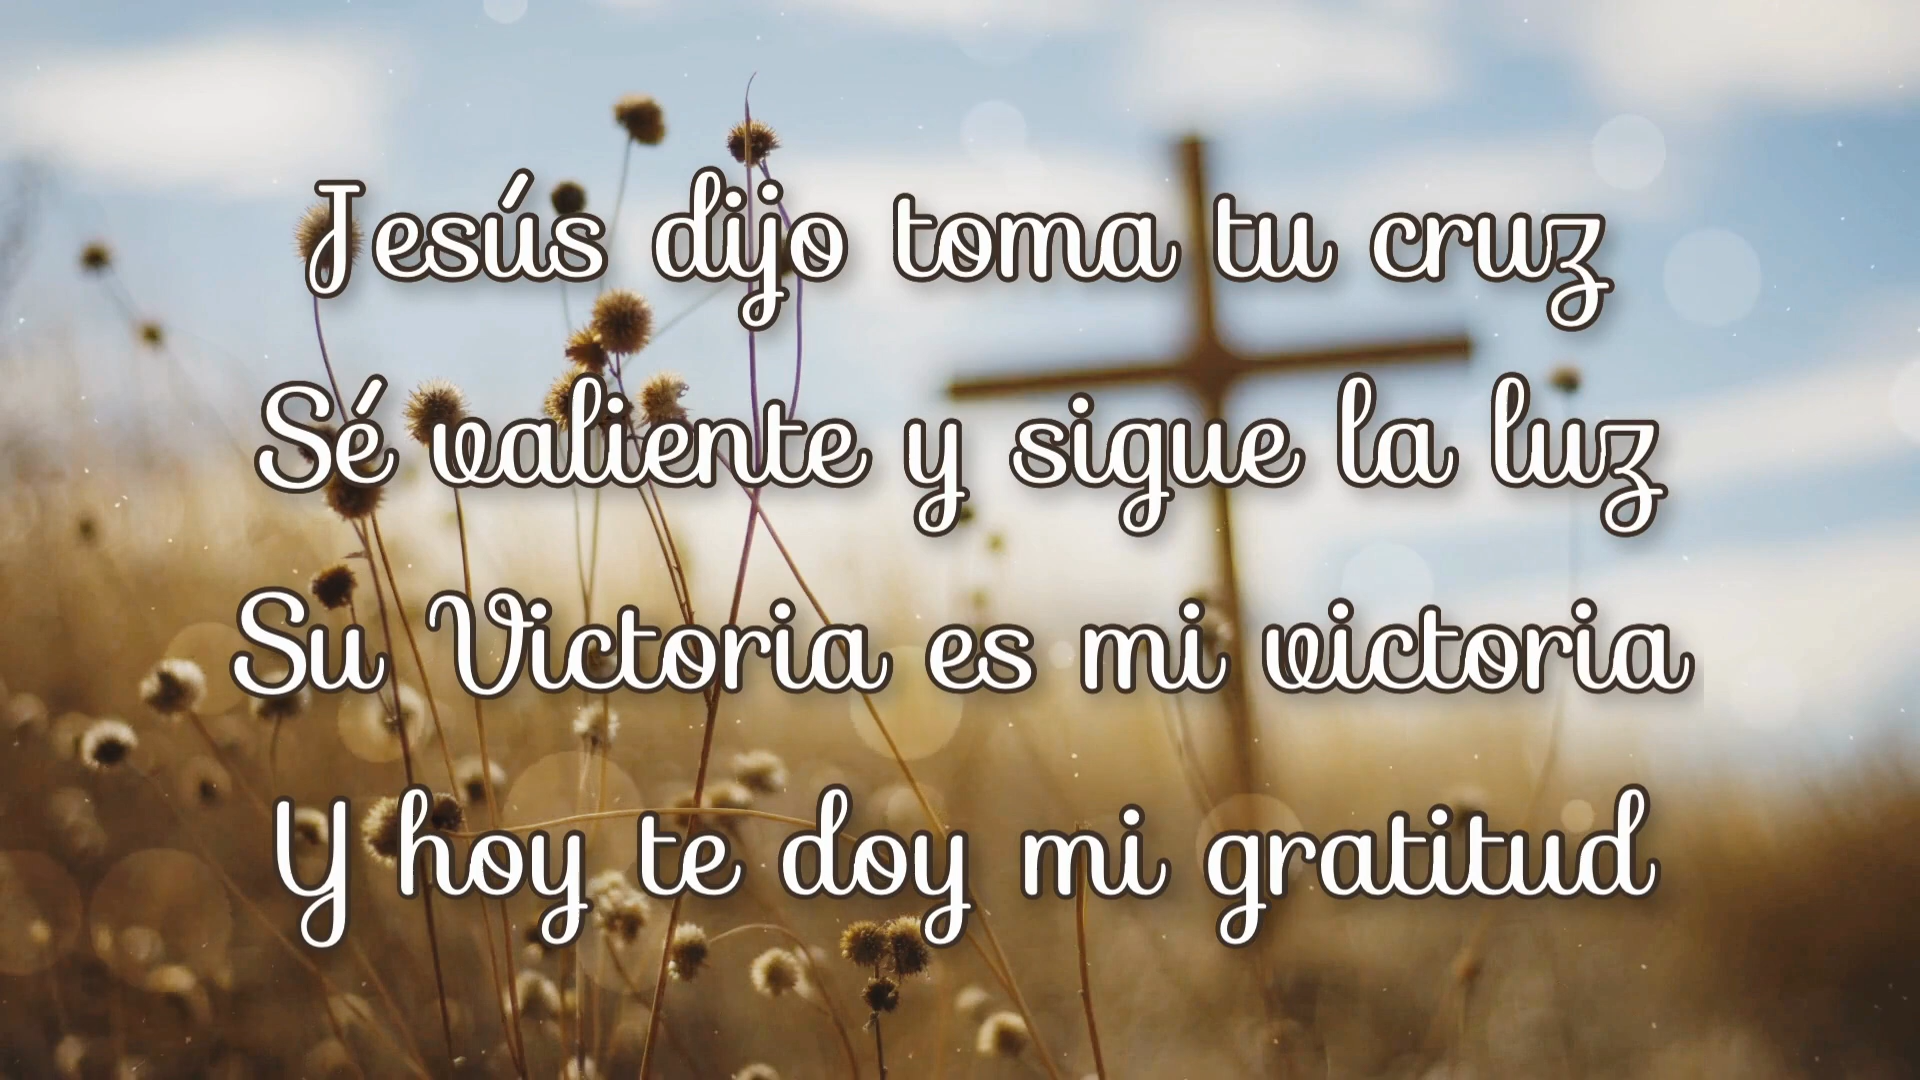 Jesús dijo toma tu cruz
Sé valiente y sigue la luz
Su Victoria es mi victoria
Y hoy te doy mi gratitud